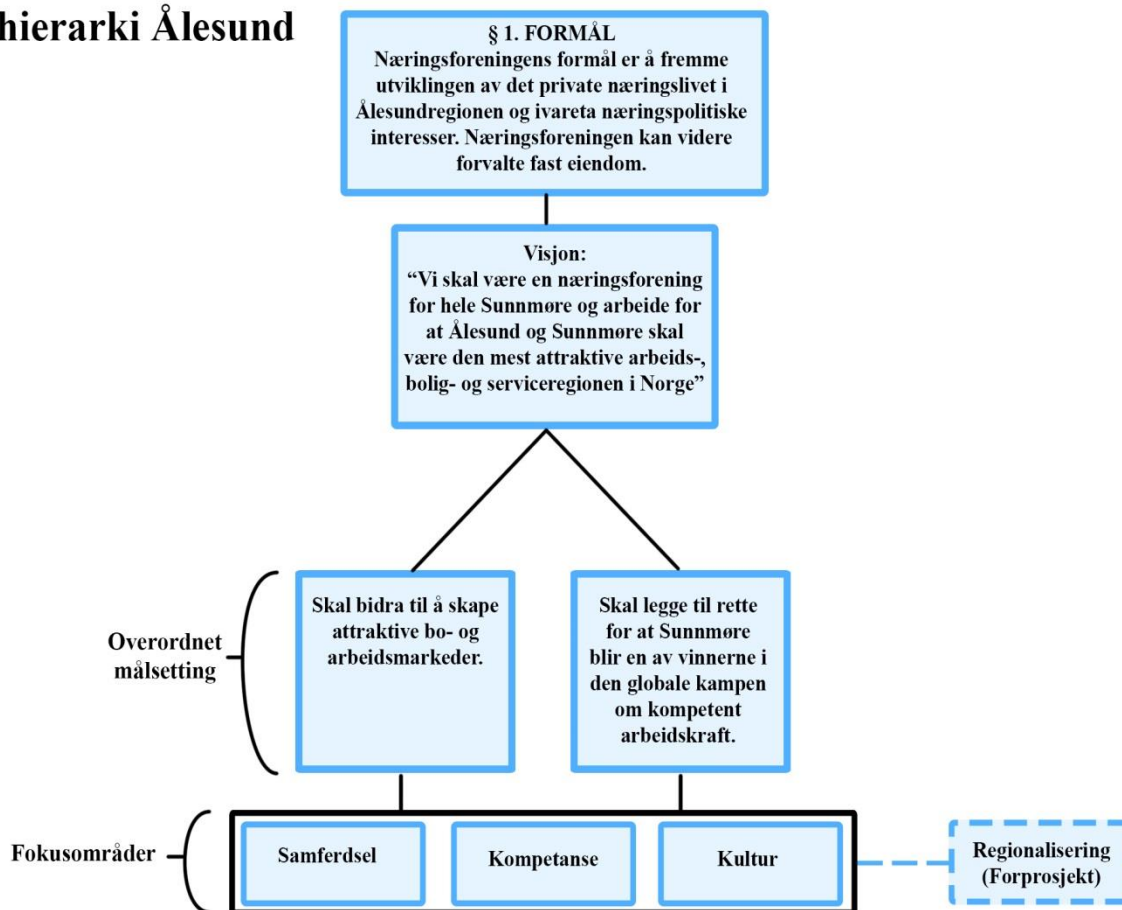 hierarki Ålesund
§ 1. FORMÅL
Næringsforeningens formål er å fremme
utviklingen av det private næringslivet i
Ålesundregionen og ivareta næringspolitiske
interesser. Næringsforeningen kan videre
forvalte fast eiendom.
Visjon:
“Vi skal være en næringsforening
for hele Sunnmøre og arbeide for
at Ålesund og Sunnmøre skal
være den mest attraktive arbeids-,
bolig- og serviceregionen i Norge”
Overordnet
målsetting
Skal bidra til å skape
attraktive bo- og
arbeidsmarkeder.
Skal legge til rette
for at Sunnmøre
blir en av vinnerne i
den globale kampen
om kompetent
arbeidskraft.
Fokusområder
Samferdsel
Kompetanse
Kultur
Regionalisering
(Forprosjekt)